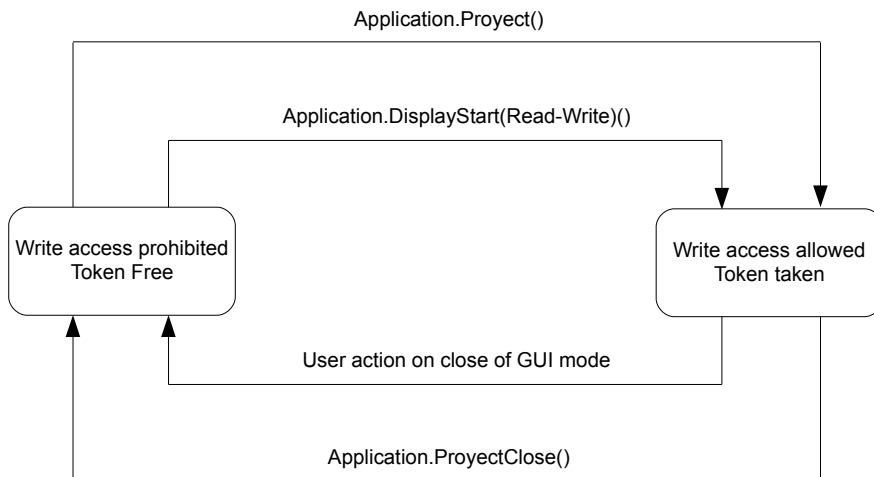 Application.Proyect()
Application.DisplayStart(Read-Write)()
Write access prohibited
Token Free
Write access allowed
Token taken
User action on close of GUI mode
Application.ProyectClose()